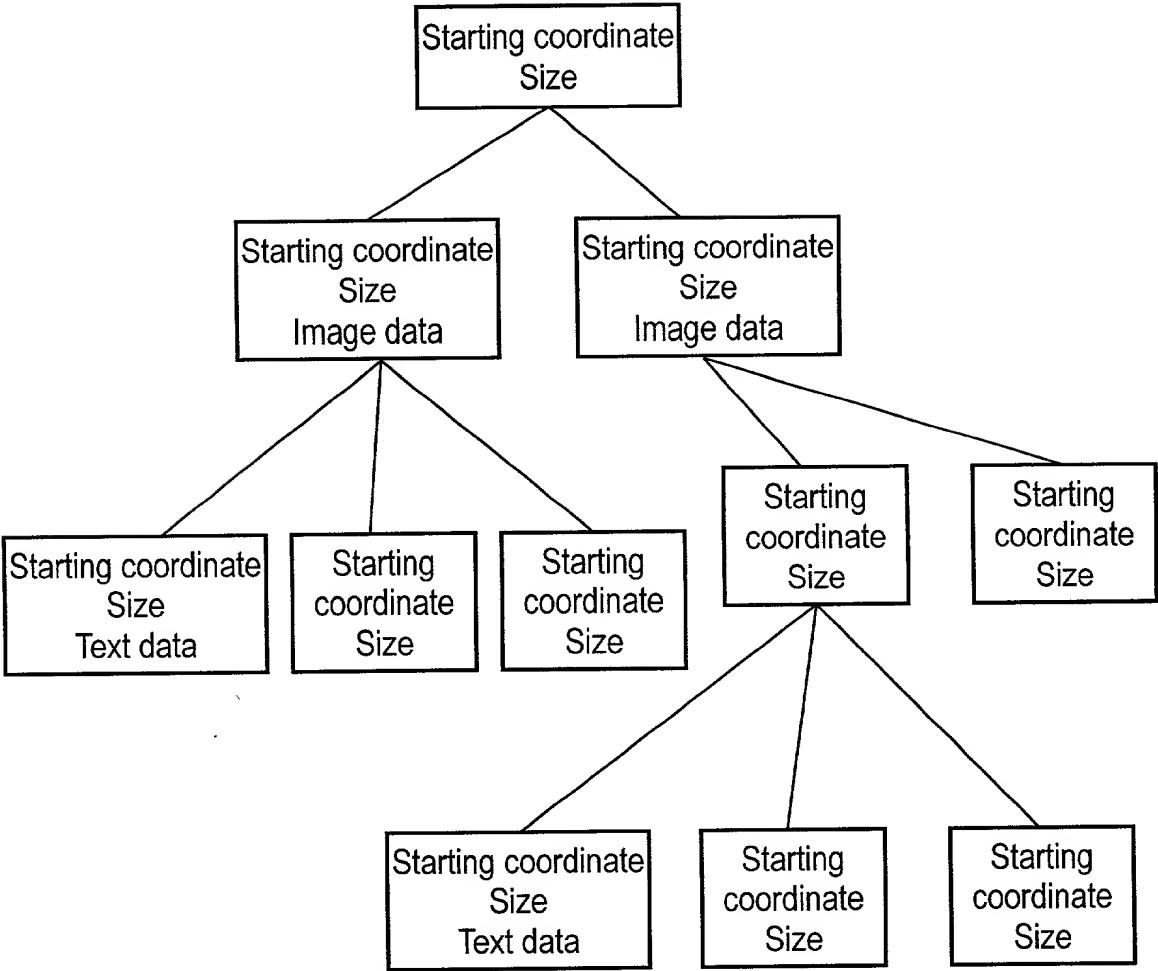 Starting coordinate
Size
Starting coordinate
Size
Image data
Starting coordinate
Size
Image data
Starting coordinate
Size
Text data
Starting
coordinate
Size
Starting
coordinate
Size
Starting
coordinate
Size
Starting
coordinate
Size
Starting coordinate
Size
Text data
Starting
coordinate
Size
Starting
coordinate
Size